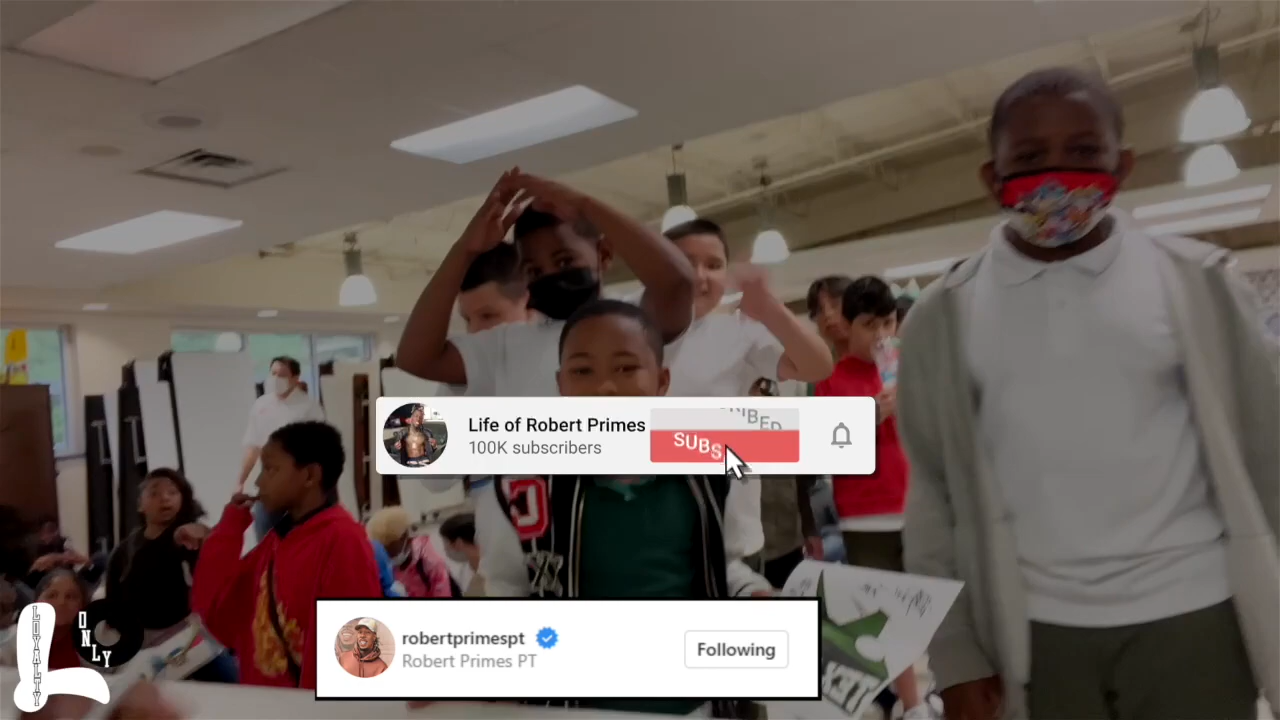 Life of Robert Primes
100K subscribers
SUBS
robertprimespt
Robert Primes PT
Following
LOYALTY
ONLY